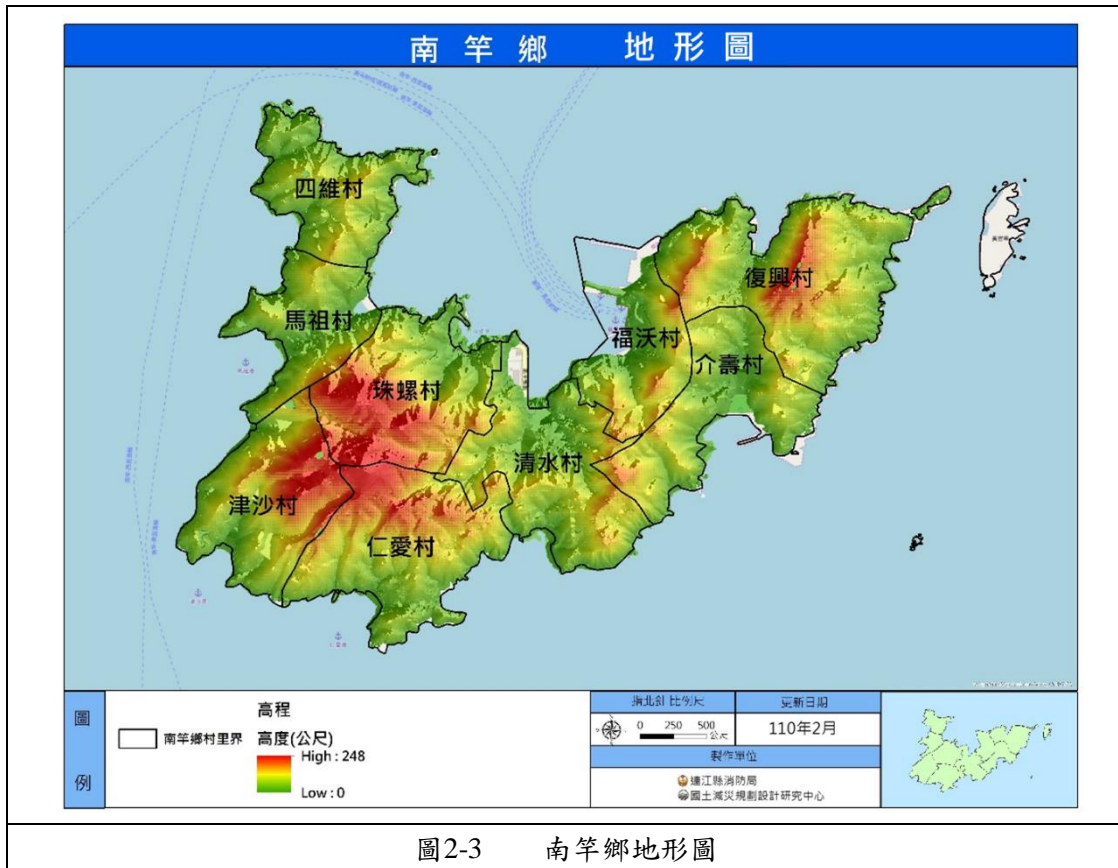 南竿鄉 地形圖
四維村
馬祖村
珠螺村
津沙村
仁愛村
清水村
福沃村
介壽村
復興村
圖例
南竿鄉村里界
高程
高度(公尺)
High : 248
Low : 0
指北針 比例尺
0 250 500
公尺
更新日期
110年2月
製作單位
連江縣消防局
國土減災規劃設計研究中心
圖2-3 南竿鄉地形圖